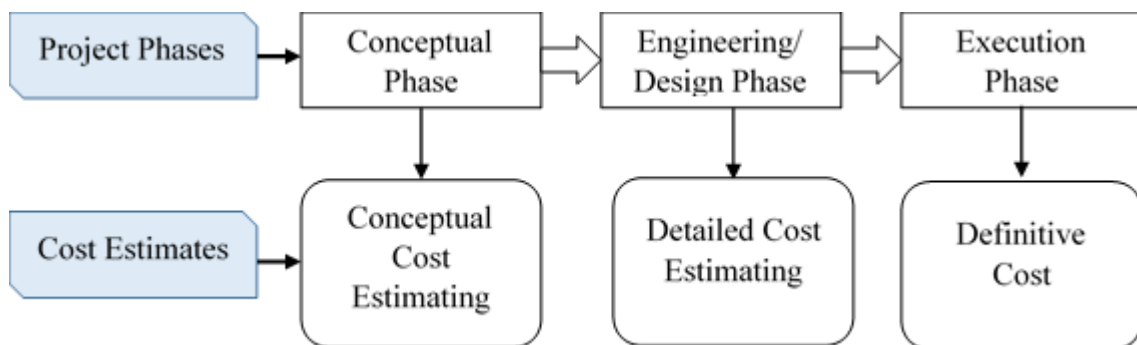 Project Phases
Conceptual
Phase
Engineering/
Design Phase
Execution
Phase
Cost Estimates
Conceptual
Cost
Estimating
Detailed Cost
Estimating
Definitive
Cost